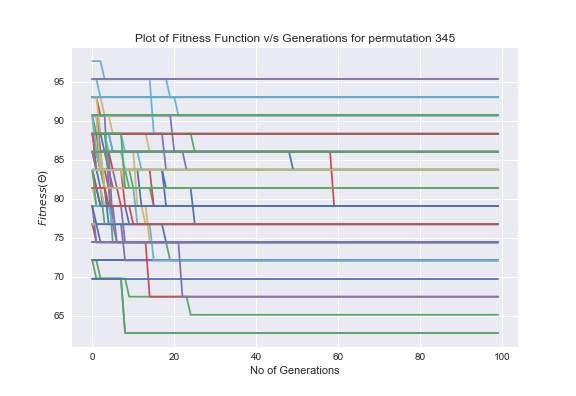 Plot of Fitness Function v/s Generations for permutation 345
Fitness(Θ)
95
90
85
80
75
70
65
0 20 40 60 80 100
No of Generations